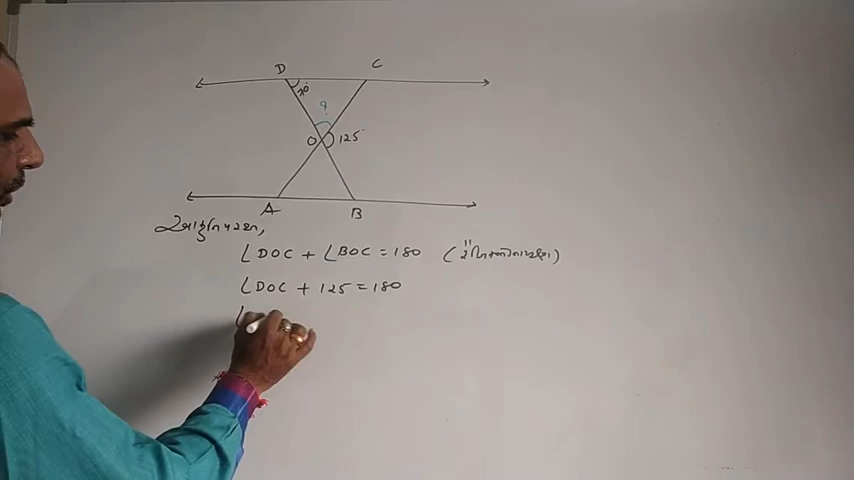 D C
70°
?
O 125°
A B
∠DOC + ∠BOC = 180
∠DOC + 125 = 180
∠